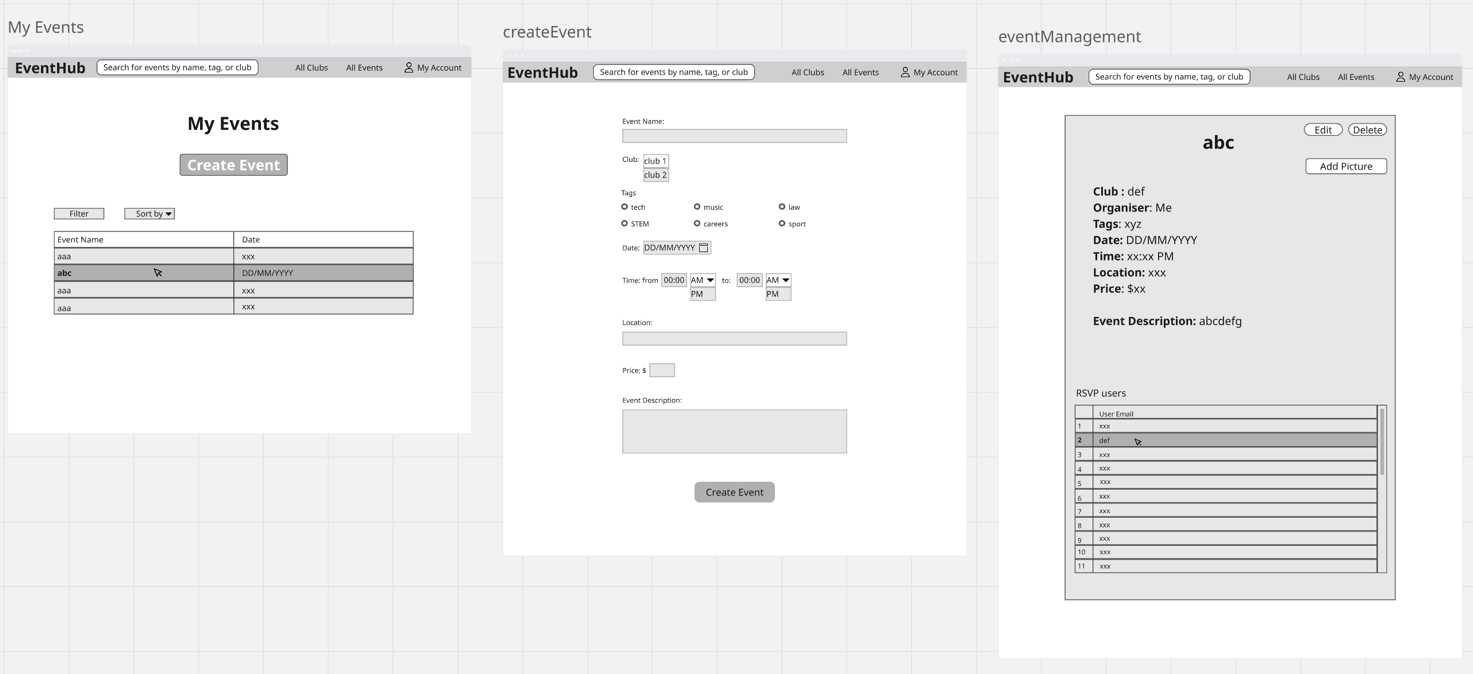 My Events
EventHub
Search for events by name, tag, or club
All Clubs
All Events
My Account
My Events
Create Event
Filter
Sort by
Event Name
Date
aaa
xxx
abc
DD/MM/YYYY
aaa
xxx
aaa
xxx
createEvent
EventHub
Search for events by name, tag, or club
All Clubs
All Events
My Account
Event Name:
Club:
club 1
club 2
Tags
tech
music
law
STEM
careers
sport
Date:
DD/MM/YYYY
Time: from
00:00
AM
PM
to:
00:00
AM
PM
Location:
Price: $
Event Description:
Create Event
eventManagement
EventHub
Search for events by name, tag, or club
All Clubs
All Events
My Account
Edit
Delete
abc
Add Picture
Club : def
Organiser: Me
Tags: xyz
Date: DD/MM/YYYY
Time: xx:xx PM
Location: xxx
Price: $xx
Event Description: abcdefg
RSVP users
User Email
1 xxx
2 def
3 xxx
4 xxx
5 xxx
6 xxx
7 xxx
8 xxx
9 xxx
10 xxx
11 xxx